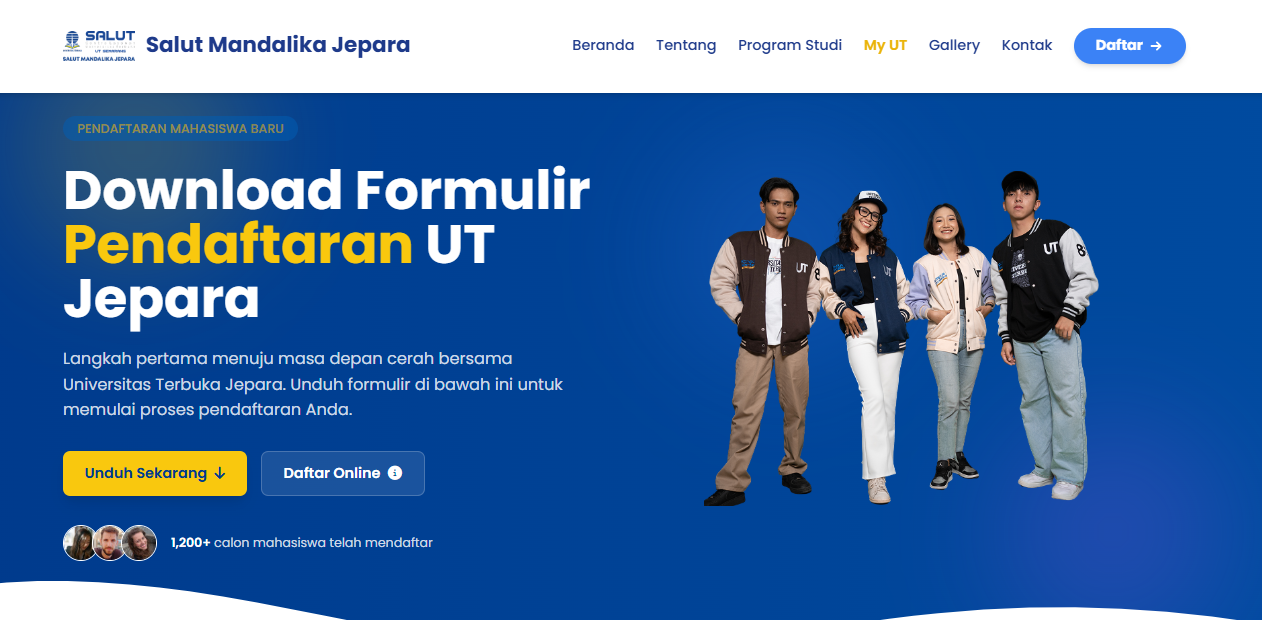 SALUT
SALUT MANDALIKA JEPARA
Salut Mandalika Jepara
Beranda
Tentang
Program Studi
My UT
Gallery
Kontak
Daftar
PENDAFTARAN MAHASISWA BARU
Download Formulir
Pendaftaran UT
Jepara
Langkah pertama menuju masa depan cerah bersama
Universitas Terbuka Jepara. Unduh formulir di bawah ini untuk
memulai proses pendaftaran Anda.
Unduh Sekarang
Daftar Online
1,200+ calon mahasiswa telah mendaftar
UT
UT
UT